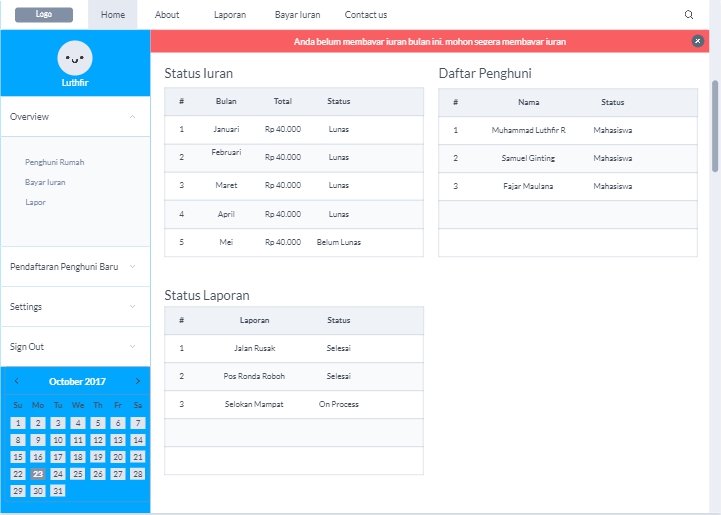 Logo Home About Laporan Bayar Iuran Contact us
Anda belum membayar iuran bulan ini, mohon segera membayar iuran
Luthfir
Overview
Penghuni Rumah
Bayar Iuran
Lapor
Pendaftaran Penghuni Baru
Settings
Sign Out
October 2017
Su Mo Tu We Th Fr Sa
1 2 3 4 5 6 7
8 9 10 11 12 13 14
15 16 17 18 19 20 21
22 23 24 25 26 27 28
29 30 31
Status Iuran
# Bulan Total Status
1 Januari Rp 40.000 Lunas
2 Februari Rp 40.000 Lunas
3 Maret Rp 40.000 Lunas
4 April Rp 40.000 Lunas
5 Mei Rp 40.000 Belum Lunas
Daftar Penghuni
# Nama Status
1 Muhammad Luthfir R Mahasiswa
2 Samuel Ginting Mahasiswa
3 Fajar Maulana Mahasiswa
Status Laporan
# Laporan Status
1 Jalan Rusak Selesai
2 Pos Ronda Roboh Selesai
3 Selokan Mampat On Process